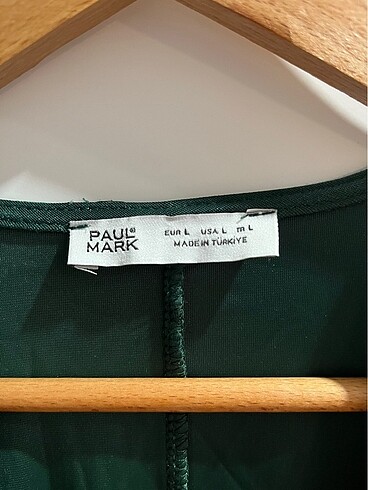 PAUL®
MARK
EUR L USA L m L
MADE IN TÜRKİYE